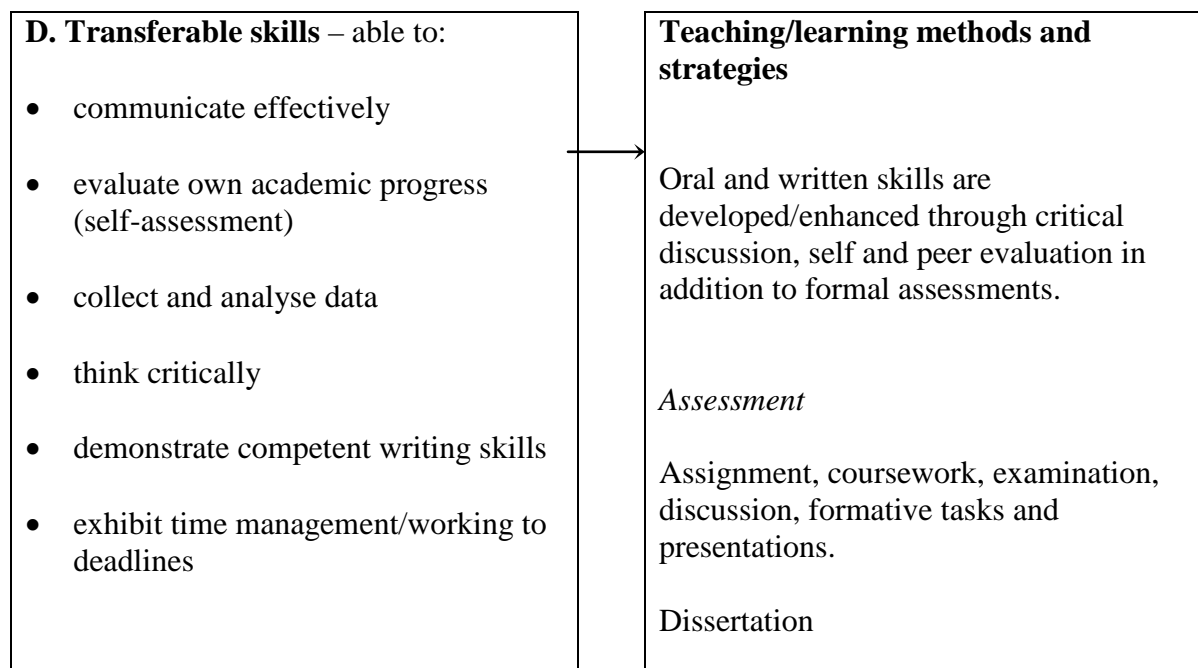 D. Transferable skills – able to:
• communicate effectively
• evaluate own academic progress
(self-assessment)
• collect and analyse data
• think critically
• demonstrate competent writing skills
• exhibit time management/working to
deadlines
Teaching/learning methods and
strategies
Oral and written skills are
developed/enhanced through critical
discussion, self and peer evaluation in
addition to formal assessments.
Assessment
Assignment, coursework, examination,
discussion, formative tasks and
presentations.
Dissertation